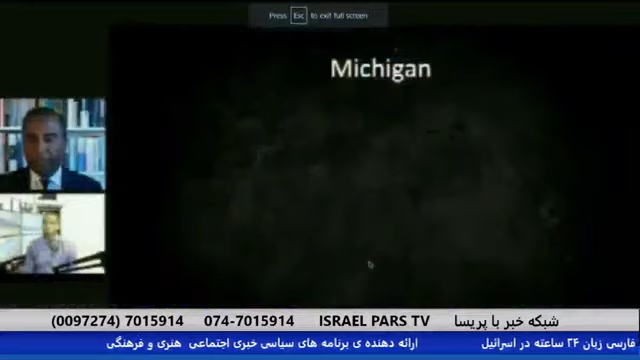 Press Esc to exit full screen
Michigan
(0097274) 7015914 074-7015914 ISRAEL PARS TV شبکه خبر با پریسا
ارائه دهنده ی برنامه های سیاسی خبری اجتماعی هنری و فرهنگی فارسی زبان ۲۴ ساعته در اسرائیل